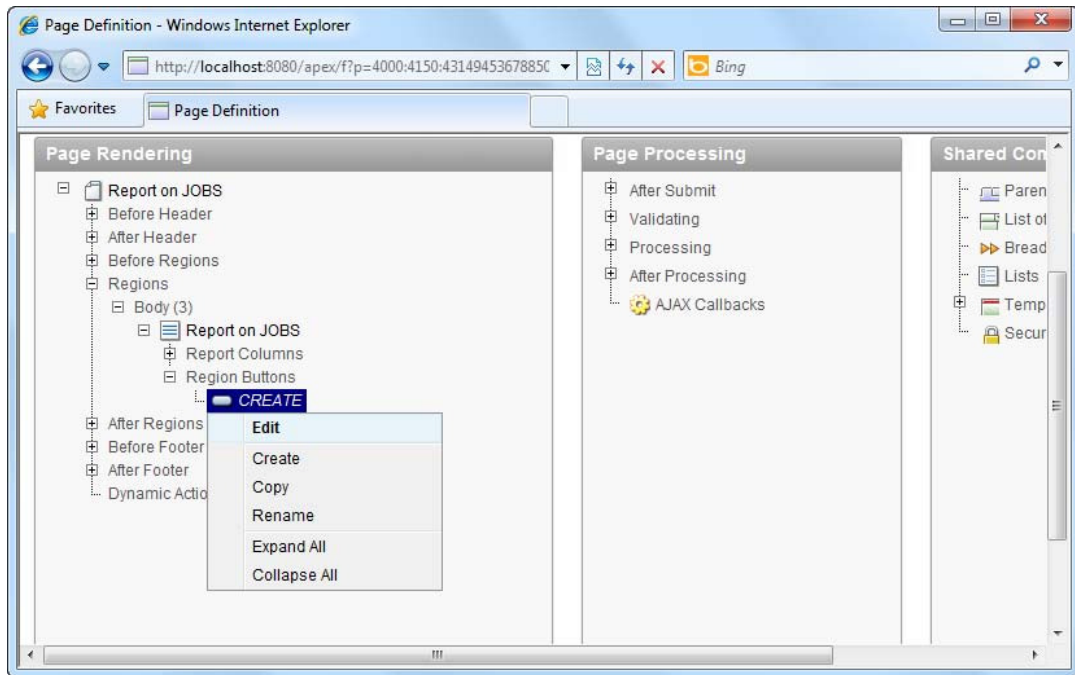 Page Definition - Windows Internet Explorer
http://localhost:8080/apex/f?p=4000:4150:4314945367885
Bing
Favorites
Page Definition
Page Rendering
Report on JOBS
Before Header
After Header
Before Regions
Regions
Body (3)
Report on JOBS
Report Columns
Region Buttons
CREATE
After Regions
Before Footer
After Footer
Dynamic Actio
Edit
Create
Copy
Rename
Expand All
Collapse All
Page Processing
After Submit
Validating
Processing
After Processing
AJAX Callbacks
Shared Con
Paren
List of
Bread
Lists
Temp
Secur